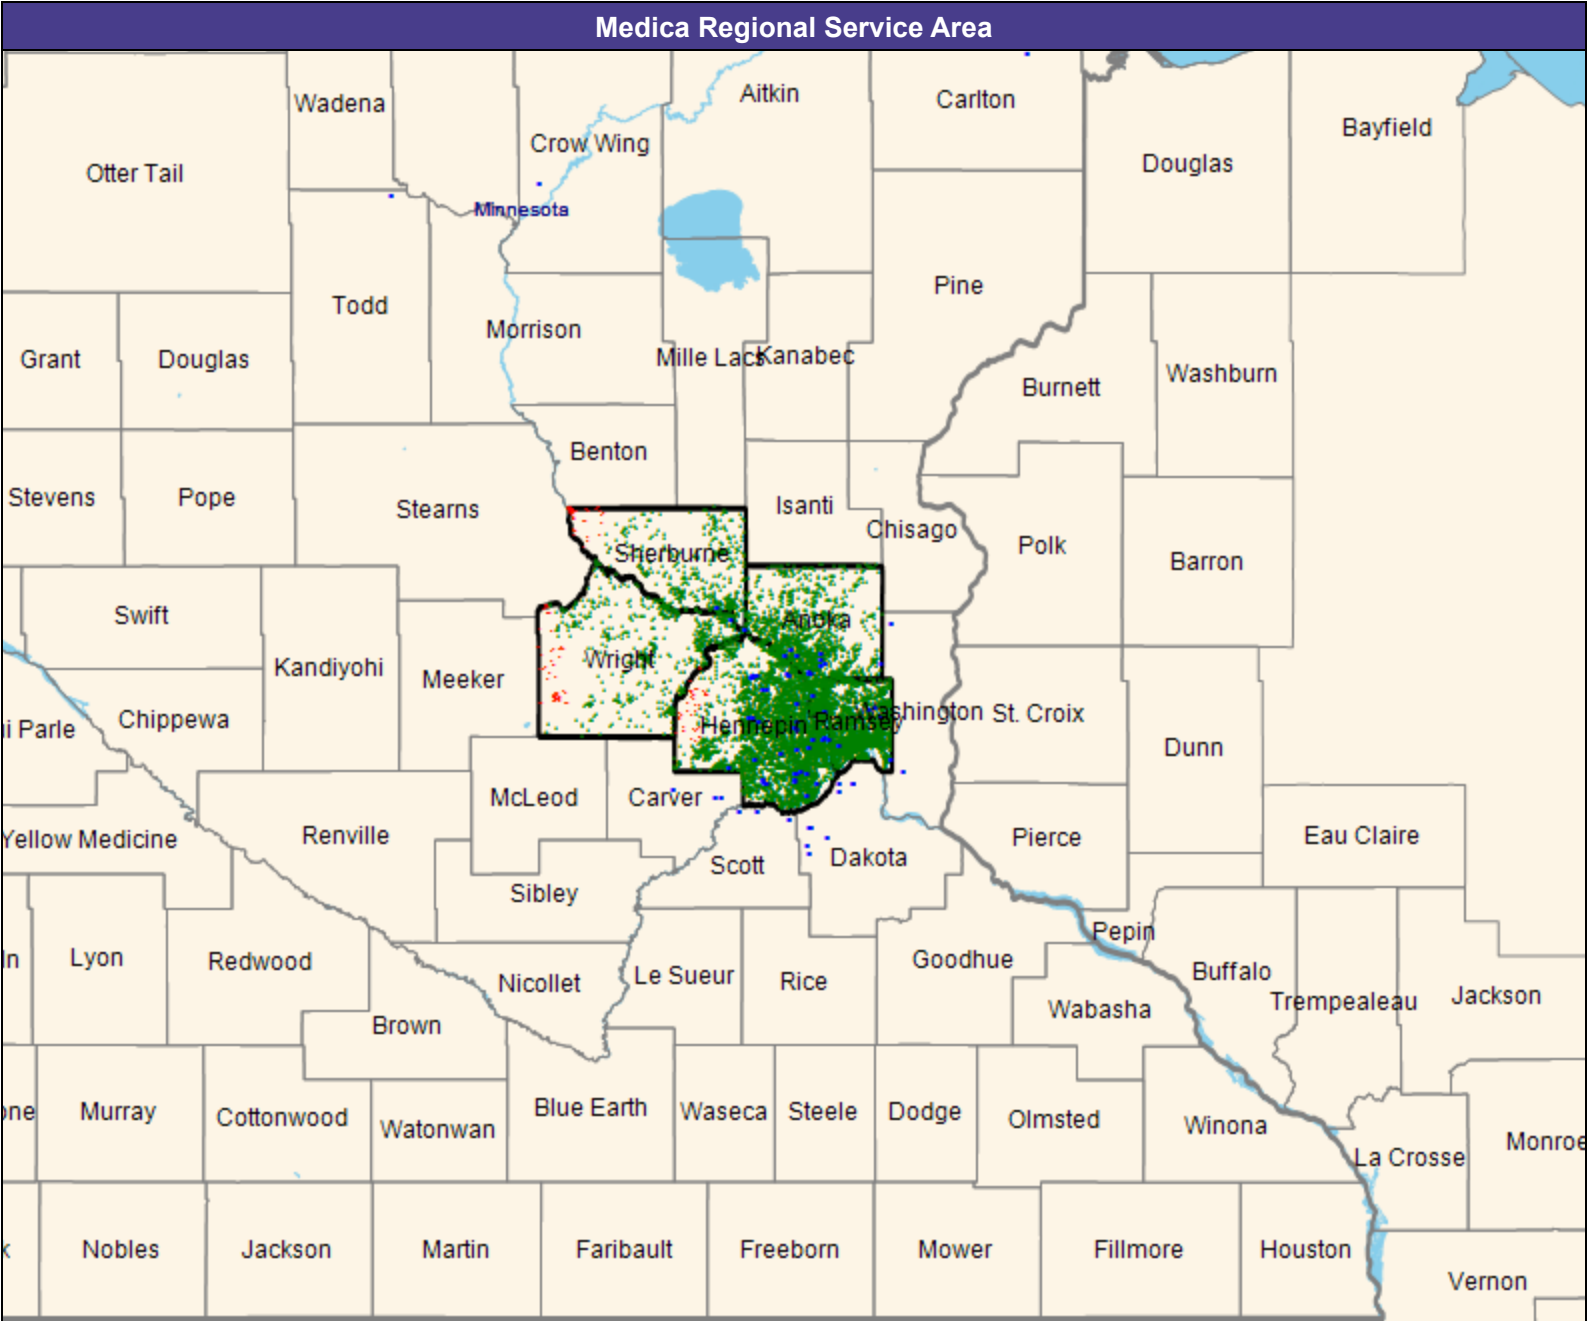 Medica Regional Service Area
Wadena
Aitkin
Carlton
Bayfield
Crow Wing
Douglas
Otter Tail
Minnesota
Pine
Todd
Morrison
Mille Lacs
Kanabec
Grant
Douglas
Washburn
Burnett
Benton
Stevens
Pope
Stearns
Isanti
Chisago
Polk
Barron
Sherburne
Swift
Anoka
Kandiyohi
Wright
Meeker
Chippewa
i Parle
Hennepin
Ramsey
Washington
St. Croix
Dunn
McLeod
Carver
Yellow Medicine
Renville
Pierce
Eau Claire
Scott
Dakota
Sibley
Pepin
ln
Lyon
Redwood
Nicollet
Le Sueur
Rice
Goodhue
Buffalo
Trempealeau
Jackson
Wabasha
Brown
one
Murray
Cottonwood
Watonwan
Blue Earth
Waseca
Steele
Dodge
Olmsted
Winona
La Crosse
Monroe
k
Nobles
Jackson
Martin
Faribault
Freeborn
Mower
Fillmore
Houston
Vernon